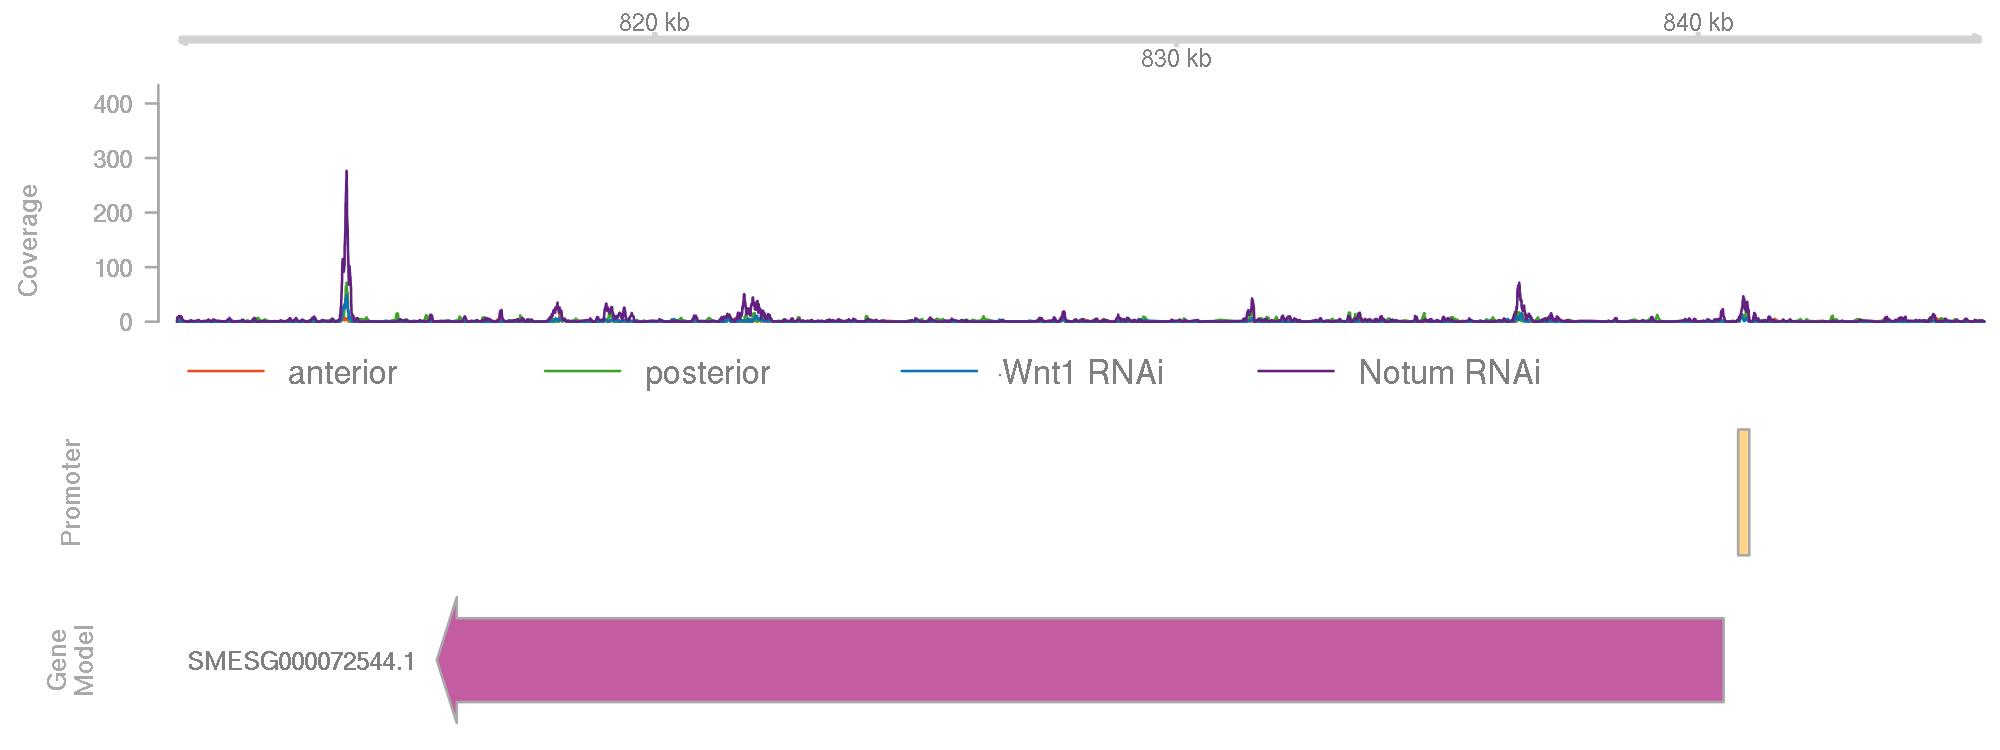 820 kb
840 kb
830 kb
Coverage
400
300
200
100
0
anterior
posterior
Wnt1 RNAi
Notum RNAi
Promoter
Gene
Model
SMESG000072544.1